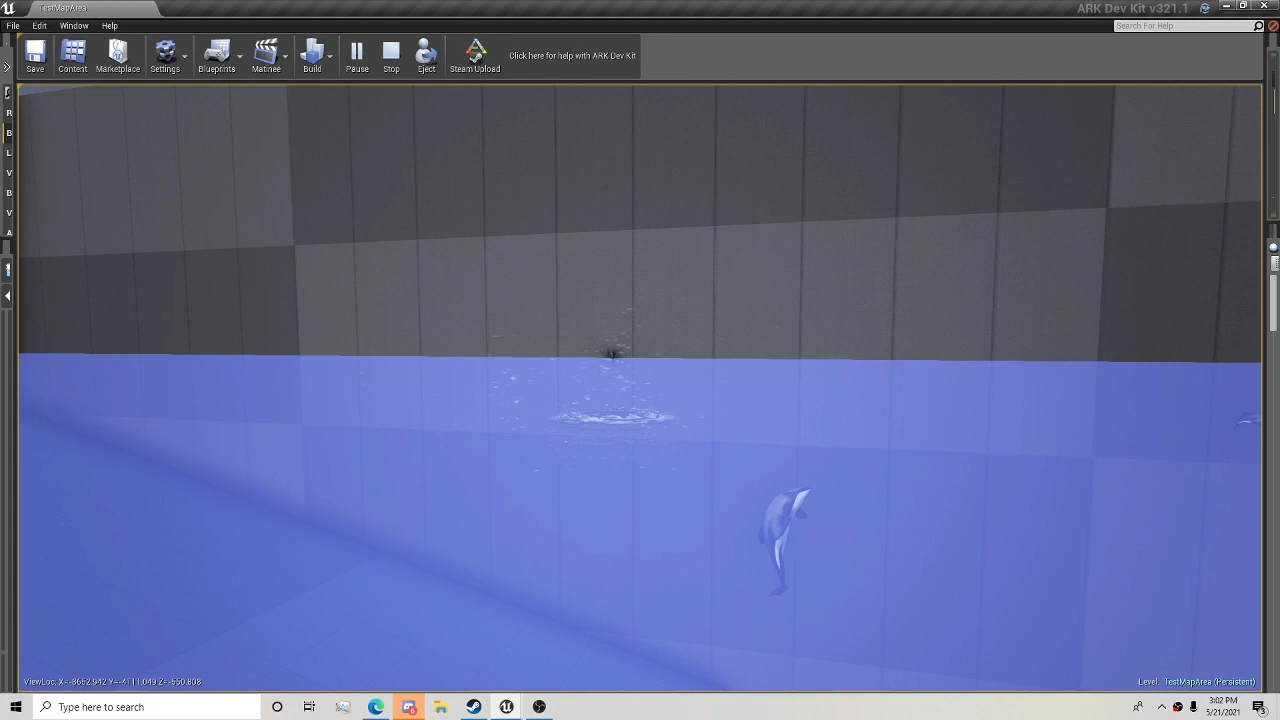 TestMapArea
ARK Dev Kit v321.1
File Edit Window Help
Search For Help
Save Content Marketplace Settings Blueprints Matinee Build Pause Stop Eject Steam Upload Click here for help with ARK Dev Kit
R
B
L
V
B
V
A
ViewLoc: X=-8652.942 Y=-4111.049 Z=-550.808
Level: TestMapArea (Persistent)
Type here to search
3:02 PM
5/21/2021